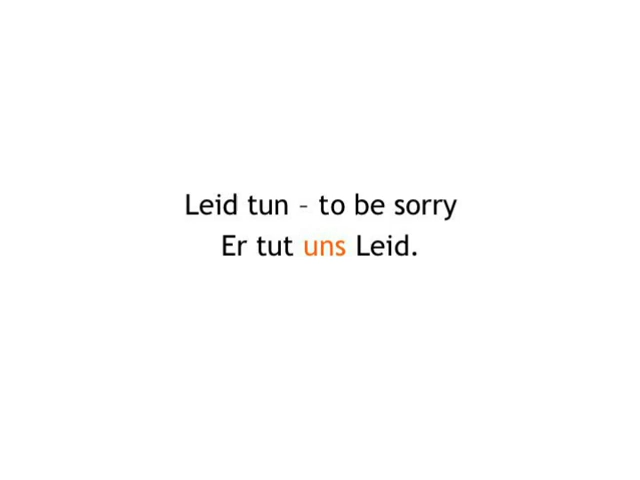 Leid tun – to be sorry
Er tut uns Leid.